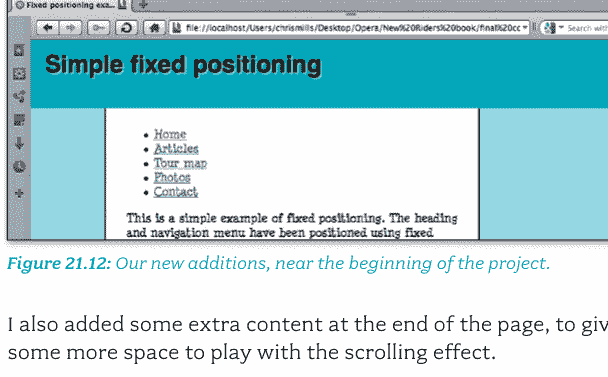 Fixed positioning exa...
file://localhost/Users/chrismills/Desktop/Opera/New%20Riders%20book/final%20cc
Search with
Simple fixed positioning
• Home
• Articles
• Tour map
• Photos
• Contact
This is a simple example of fixed positioning. The heading
and navigation menu have been positioned using fixed
Figure 21.12: Our new additions, near the beginning of the project.
I also added some extra content at the end of the page, to giv
some more space to play with the scrolling effect.